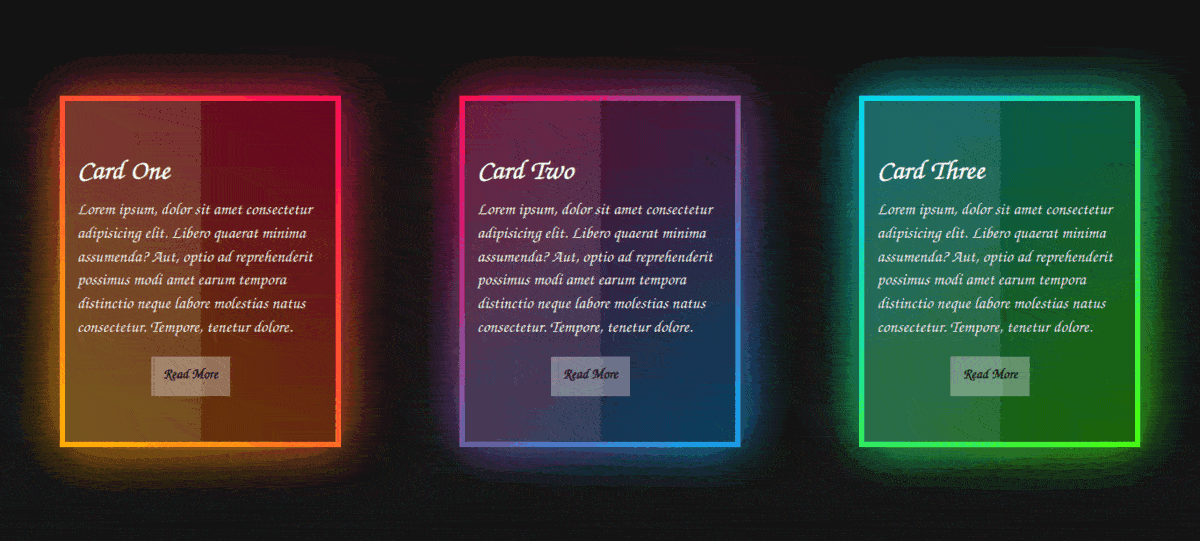 Card One
Lorem ipsum, dolor sit amet consectetur
adipisicing elit. Libero quaerat minima
assumenda? Aut, optio ad reprehenderit
possimus modi amet earum tempora
distinctio neque labore molestias natus
consectetur. Tempore, tenetur dolore.
Read More
Card Two
Lorem ipsum, dolor sit amet consectetur
adipisicing elit. Libero quaerat minima
assumenda? Aut, optio ad reprehenderit
possimus modi amet earum tempora
distinctio neque labore molestias natus
consectetur. Tempore, tenetur dolore.
Read More
Card Three
Lorem ipsum, dolor sit amet consectetur
adipisicing elit. Libero quaerat minima
assumenda? Aut, optio ad reprehenderit
possimus modi amet earum tempora
distinctio neque labore molestias natus
consectetur. Tempore, tenetur dolore.
Read More